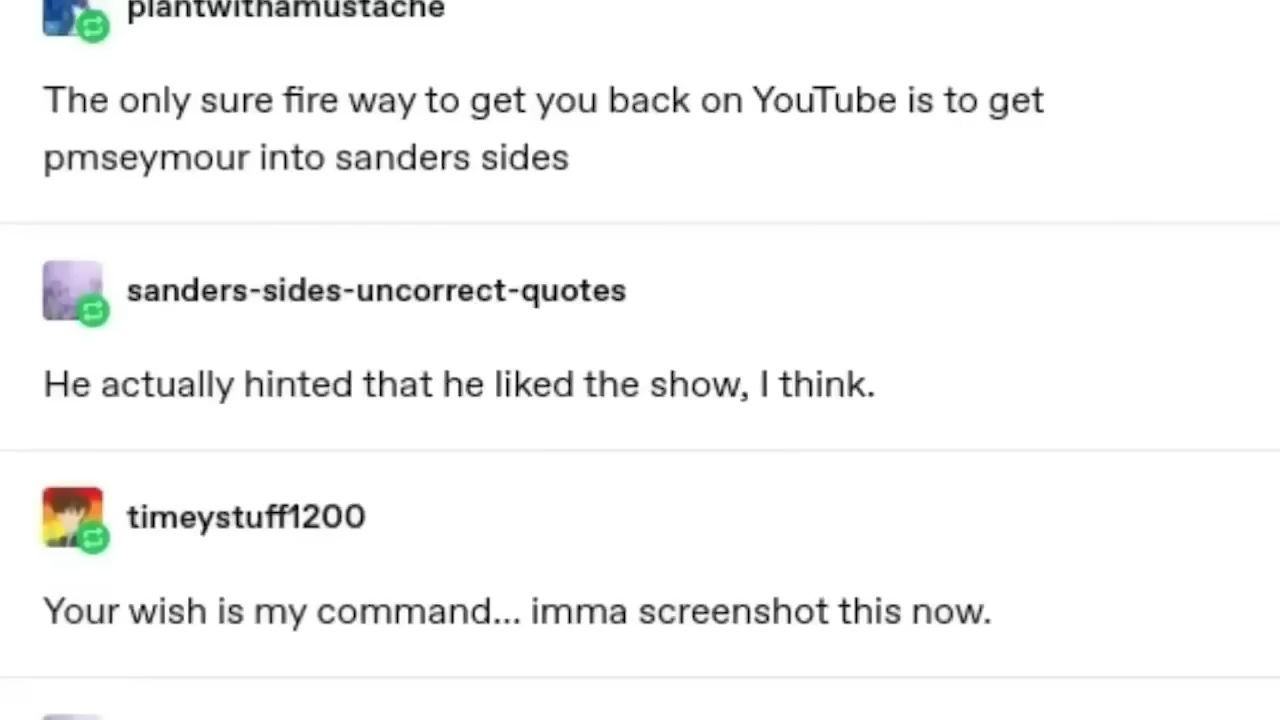 plantwithamustache
The only sure fire way to get you back on YouTube is to get
pmseymour into sanders sides
sanders-sides-uncorrect-quotes
He actually hinted that he liked the show, I think.
timeystuff1200
Your wish is my command... imma screenshot this now.